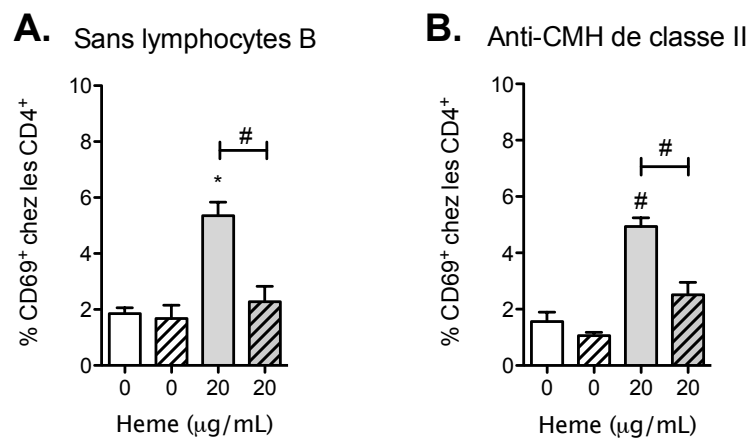 A. Sans lymphocytes B
% CD69⁺ chez les CD4⁺
10
8
6
4
2
0
#
*
0 0 20 20
Heme (μg/mL)
B. Anti-CMH de classe II
% CD69⁺ chez les CD4⁺
10
8
6
4
2
0
#
#
0 0 20 20
Heme (μg/mL)